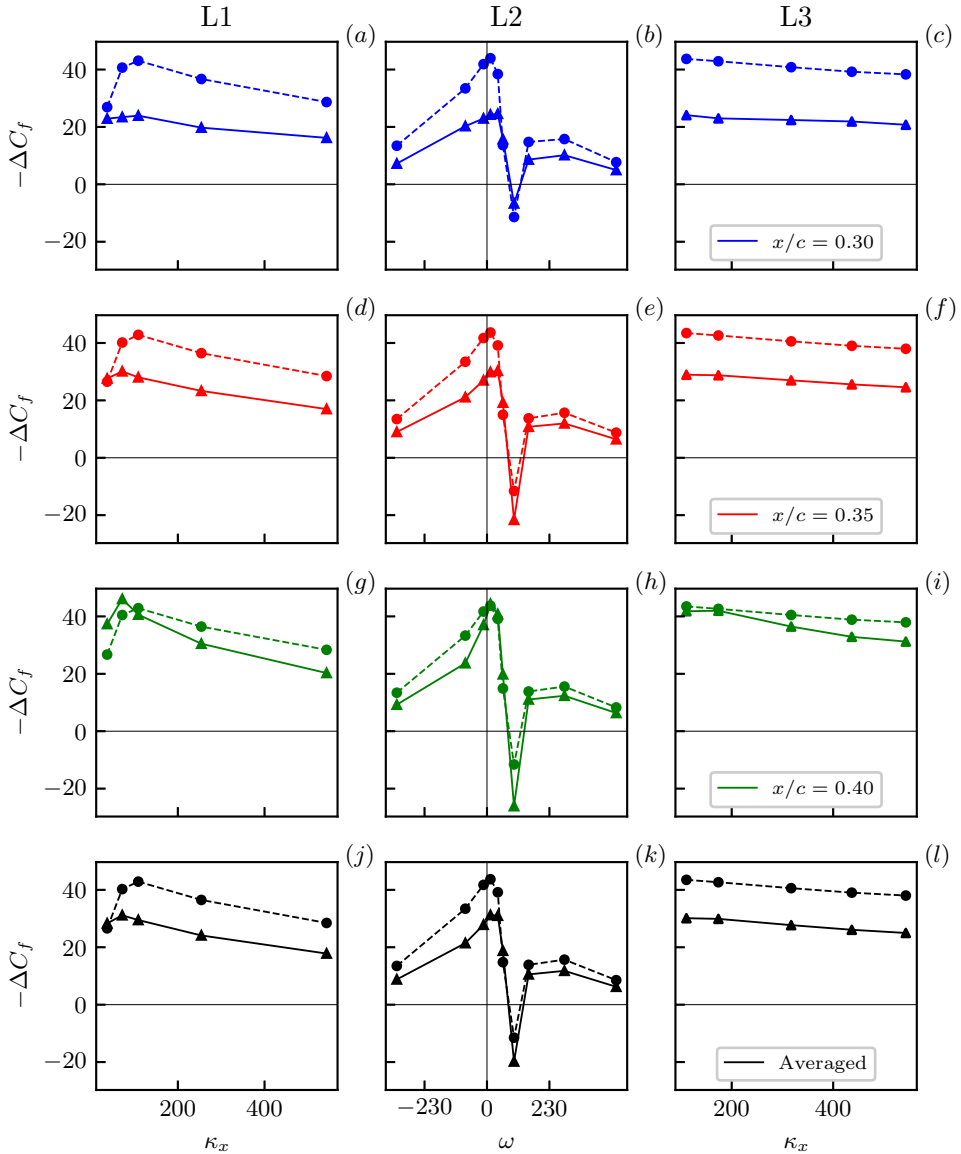 L1 L2 L3
(a) (b) (c)
40
20
0
−20
−ΔC_f
x/c = 0.30
(d) (e) (f)
40
20
0
−20
−ΔC_f
x/c = 0.35
(g) (h) (i)
40
20
0
−20
−ΔC_f
x/c = 0.40
(j) (k) (l)
40
20
0
−20
−ΔC_f
Averaged
200 400 −230 0 230 200 400
κ_x ω κ_x